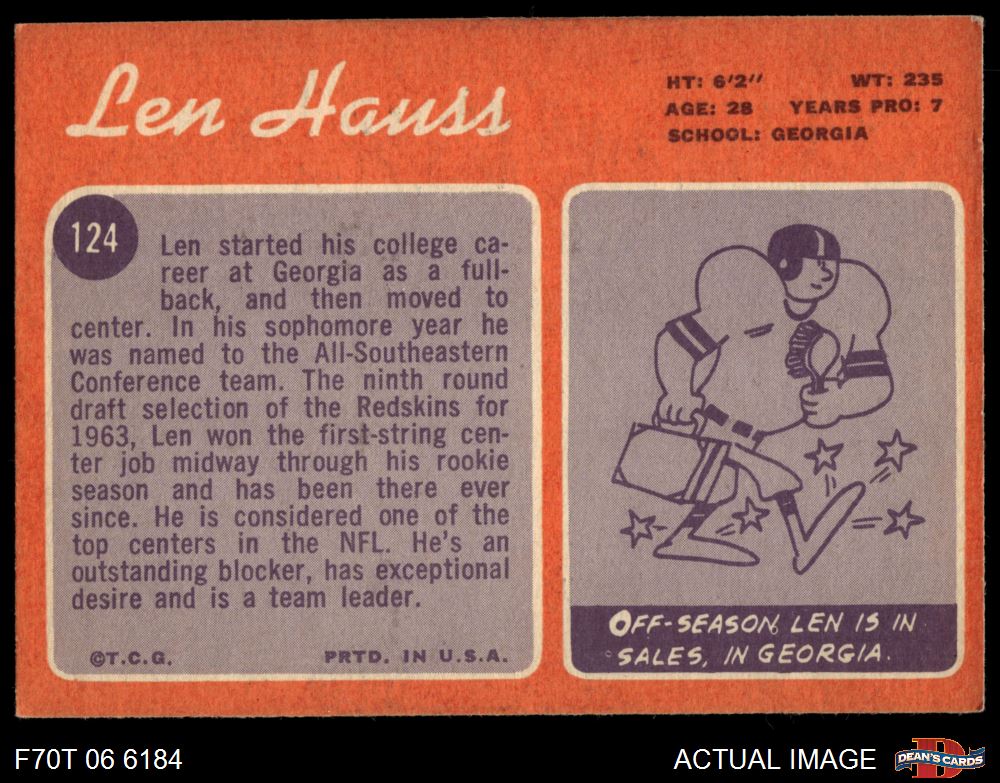 Len Hauss
HT: 6'2" WT: 235
AGE: 28 YEARS PRO: 7
SCHOOL: GEORGIA
124
Len started his college ca-
reer at Georgia as a full-
back, and then moved to
center. In his sophomore year he
was named to the All-Southeastern
Conference team. The ninth round
draft selection of the Redskins for
1963, Len won the first-string cen-
ter job midway through his rookie
season and has been there ever
since. He is considered one of the
top centers in the NFL. He's an
outstanding blocker, has exceptional
desire and is a team leader.
©T.C.G. PRTD. IN U.S.A.
OFF-SEASON, LEN IS IN
SALES, IN GEORGIA.
F70T 06 6184
ACTUAL IMAGE
D
DEAN'S CARDS